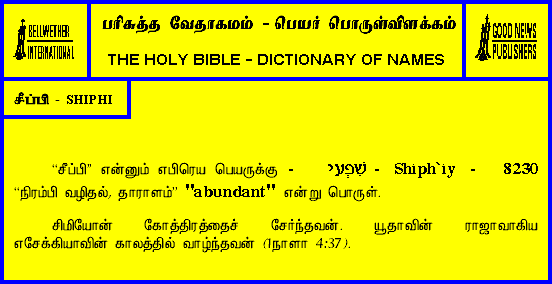 BELLWETHER
INTERNATIONAL
பரிசுத்த வேதாகமம் - பெயர் பொருள்விளக்கம்
THE HOLY BIBLE - DICTIONARY OF NAMES
GOOD NEWS
PUBLISHERS
சீப்பி - SHIPHI
“சீப்பி” என்னும் எபிரெய பெயருக்கு - שִׁפְעִי - Shiph`iy - 8230
“நிரம்பி வழிதல், தாராளம்” "abundant" என்று பொருள்.
சிமியோன் கோத்திரத்தைச் சேர்ந்தவன். யூதாவின் ராஜாவாகிய
எசேக்கியாவின் காலத்தில் வாழ்ந்தவன் (1நாளா 4:37).